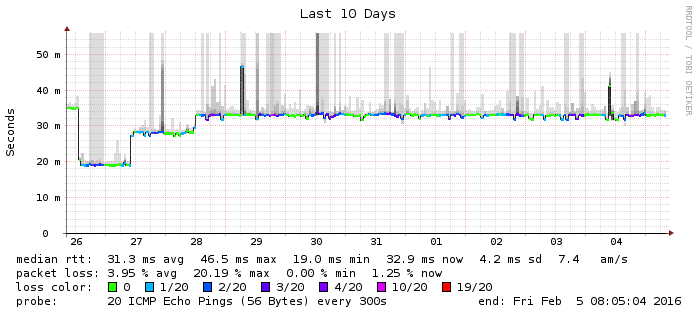 Last 10 Days
RRDTOOL / TOBI OETIKER
Seconds
50 m
40 m
30 m
20 m
10 m
0
26 27 28 29 30 31 01 02 03 04
median rtt: 31.3 ms avg 46.5 ms max 19.0 ms min 32.9 ms now 4.2 ms sd 7.4 am/s
packet loss: 3.95 % avg 20.19 % max 0.00 % min 1.25 % now
loss color: 0 1/20 2/20 3/20 4/20 10/20 19/20
probe: 20 ICMP Echo Pings (56 Bytes) every 300s end: Fri Feb 5 08:05:04 2016